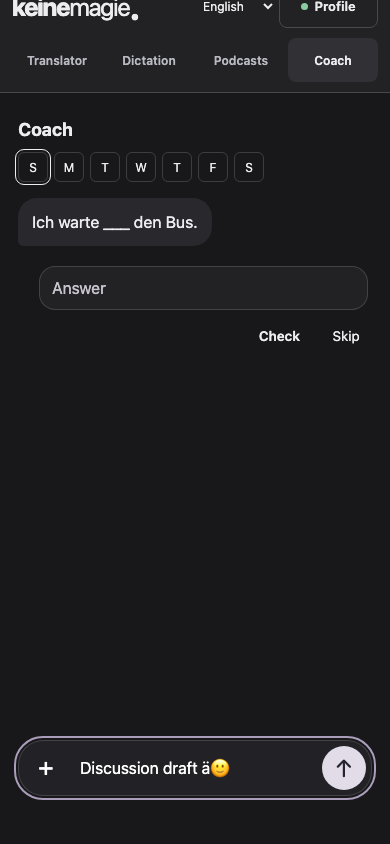 keinemagie.
English
Profile
Translator Dictation Podcasts Coach
Coach
S M T W T F S
Ich warte ___ den Bus.
Answer
Check Skip
Discussion draft ä🙂